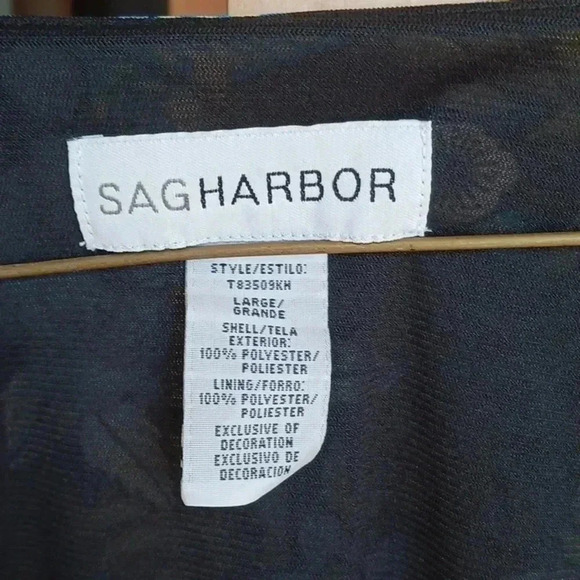 SAGHARBOR
STYLE/ESTILO:
T83509KH
LARGE/
GRANDE
SHELL/TELA
EXTERIOR:
100% POLYESTER/
POLIESTER
LINING/FORRO:
100% POLYESTER/
POLIESTER
EXCLUSIVE OF
DECORATION
EXCLUSIVO DE
DECORACION